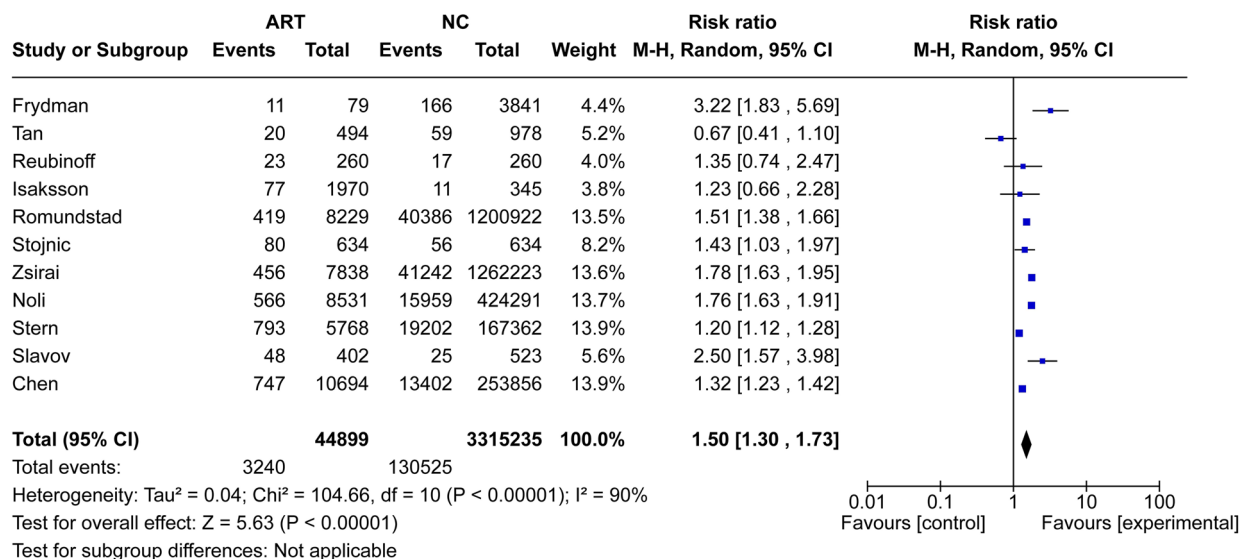 ART NC Risk ratio Risk ratio
Study or Subgroup Events Total Events Total Weight M-H, Random, 95% CI M-H, Random, 95% CI
Frydman 11 79 166 3841 4.4% 3.22 [1.83 , 5.69]
Tan 20 494 59 978 5.2% 0.67 [0.41 , 1.10]
Reubinoff 23 260 17 260 4.0% 1.35 [0.74 , 2.47]
Isaksson 77 1970 11 345 3.8% 1.23 [0.66 , 2.28]
Romundstad 419 8229 40386 1200922 13.5% 1.51 [1.38 , 1.66]
Stojnic 80 634 56 634 8.2% 1.43 [1.03 , 1.97]
Zsirai 456 7838 41242 1262223 13.6% 1.78 [1.63 , 1.95]
Noli 566 8531 15959 424291 13.7% 1.76 [1.63 , 1.91]
Stern 793 5768 19202 167362 13.9% 1.20 [1.12 , 1.28]
Slavov 48 402 25 523 5.6% 2.50 [1.57 , 3.98]
Chen 747 10694 13402 253856 13.9% 1.32 [1.23 , 1.42]
Total (95% CI) 44899 3315235 100.0% 1.50 [1.30 , 1.73]
Total events: 3240 130525
Heterogeneity: Tau² = 0.04; Chi² = 104.66, df = 10 (P < 0.00001); I² = 90%
0.01 0.1 1 10 100
Test for overall effect: Z = 5.63 (P < 0.00001) Favours [control] Favours [experimental]
Test for subgroup differences: Not applicable